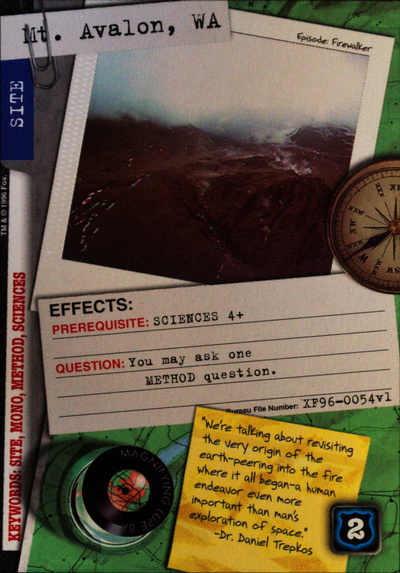 Mt. Avalon, WA
Episode: Firewalker
SITE
TM & © 1996 Fox.
KEYWORDS: SITE, MONO, METHOD, SCIENCES
EFFECTS:
PREREQUISITE: SCIENCES 4+
QUESTION: You may ask one
METHOD question.
Bureau File Number: XF96-0054v1
MAGNIFYING LUPE
"We're talking about revisiting
the very origin of the
earth-peering into the fire
where it all began-a human
endeavor even more
important than man's
exploration of space."
-Dr. Daniel Trepkos
2